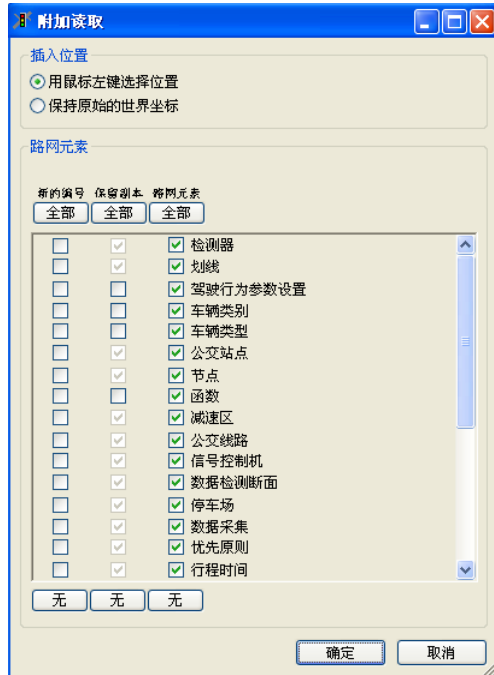 附加读取
插入位置
用鼠标左键选择位置
保持原始的世界坐标
路网元素
新的编号 保留副本 路网元素
全部 全部 全部
检测器
划线
驾驶行为参数设置
车辆类别
车辆类型
公交站点
节点
函数
减速区
公交线路
信号控制机
数据检测断面
停车场
数据采集
优先原则
行程时间
无 无 无
确定 取消